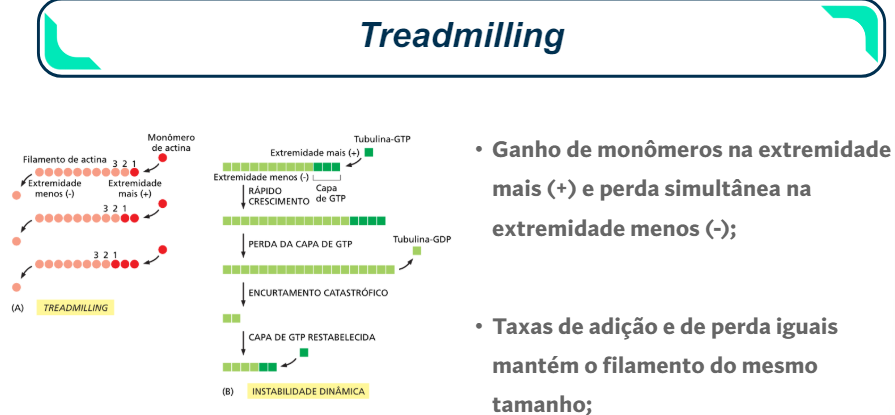 Treadmilling
Monômero
de actina
Filamento de actina
3 2 1
Extremidade
menos (-)
Extremidade
mais (+)
3 2 1
3 2 1
(A) TREADMILLING
Tubulina-GTP
Extremidade mais (+)
Extremidade menos (-)
Capa
de GTP
RÁPIDO
CRESCIMENTO
PERDA DA CAPA DE GTP
Tubulina-GDP
ENCURTAMENTO CATASTRÓFICO
CAPA DE GTP RESTABELECIDA
(B) INSTABILIDADE DINÂMICA
• Ganho de monômeros na extremidade
mais (+) e perda simultânea na
extremidade menos (-);
• Taxas de adição e de perda iguais
mantém o filamento do mesmo
tamanho;